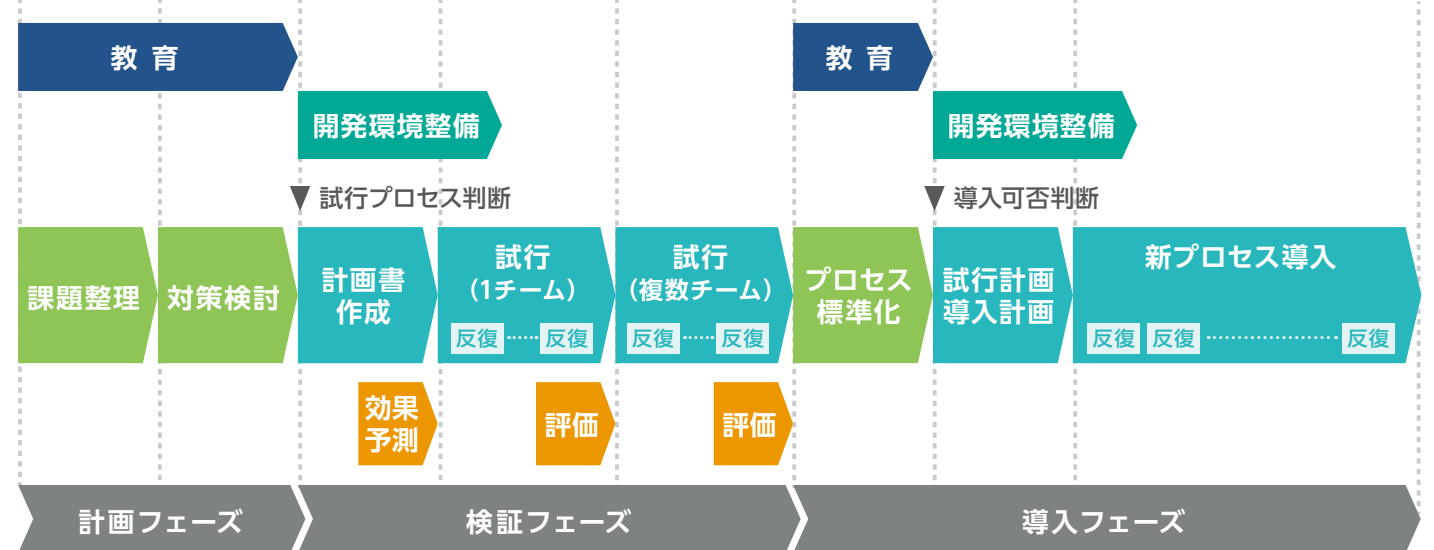 教育
教育
開発環境整備
開発環境整備
▼試行プロセス判断
▼導入可否判断
課題整理
対策検討
計画書
作成
試行
(1チーム)
反復……反復
試行
(複数チーム)
反復……反復
プロセス
標準化
試行計画
導入計画
新プロセス導入
反復 反復 ………………… 反復
効果
予測
評価
評価
計画フェーズ
検証フェーズ
導入フェーズ